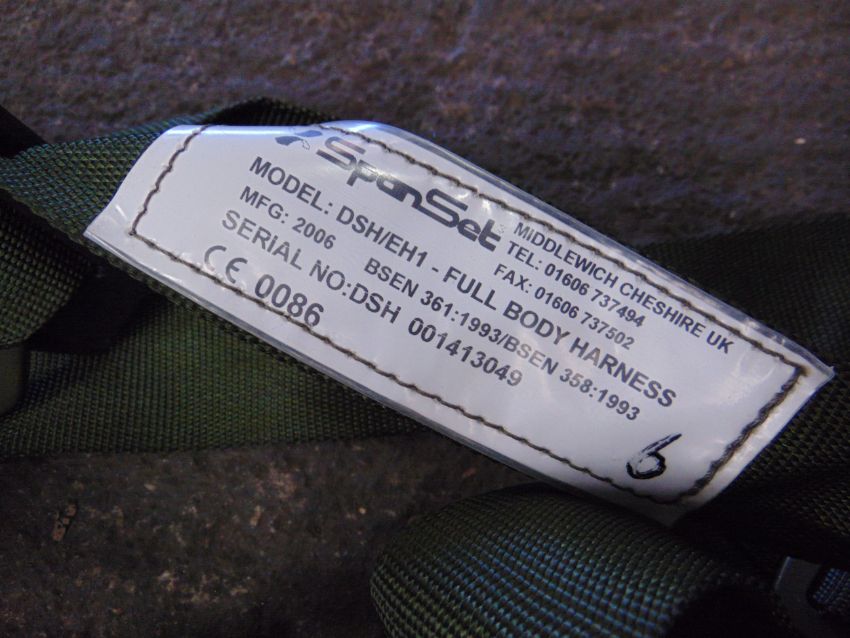 SpanSet
MIDDLEWICH CHESHIRE UK
TEL: 01606 737494
FAX: 01606 737502
MODEL: DSH/EH1 - FULL BODY HARNESS
MFG: 2006 BSEN 361:1993/BSEN 358:1993
SERIAL NO:DSH 001413049
CE 0086
6